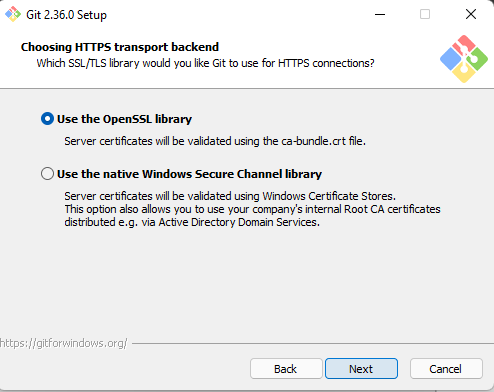 Git 2.36.0 Setup
Choosing HTTPS transport backend
Which SSL/TLS library would you like Git to use for HTTPS connections?
Use the OpenSSL library
Server certificates will be validated using the ca-bundle.crt file.
Use the native Windows Secure Channel library
Server certificates will be validated using Windows Certificate Stores.
This option also allows you to use your company's internal Root CA certificates
distributed e.g. via Active Directory Domain Services.
https://gitforwindows.org/
Back Next Cancel